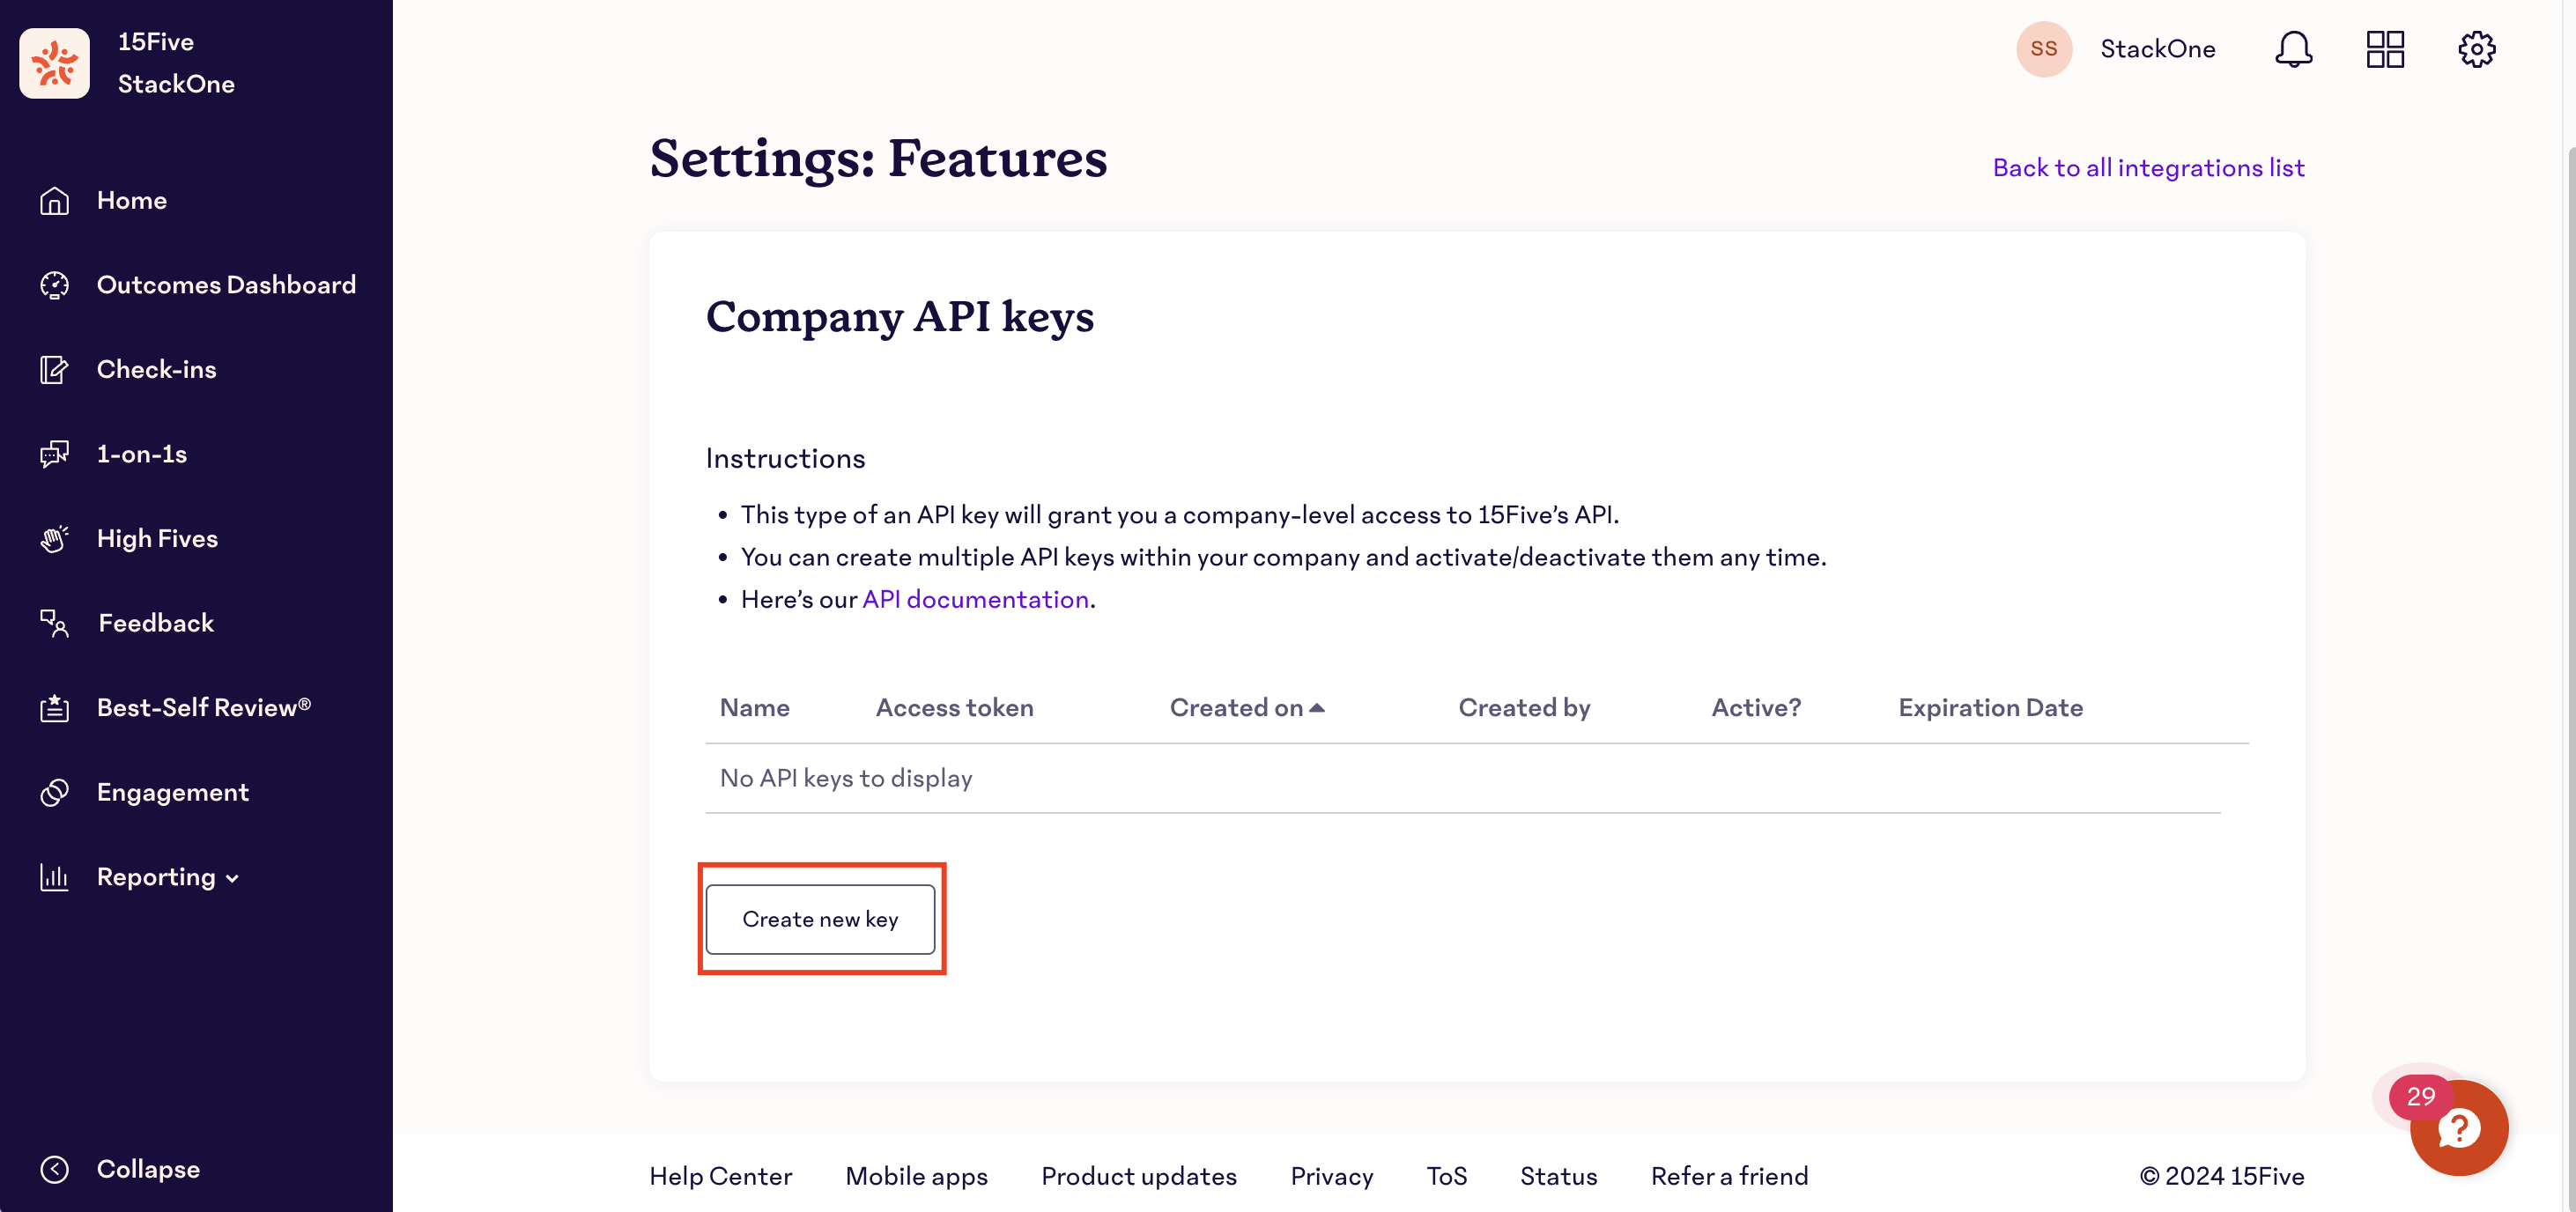 15Five
StackOne
Home
Outcomes Dashboard
Check-ins
1-on-1s
High Fives
Feedback
Best-Self Review®
Engagement
Reporting
Collapse
SS StackOne
Settings: Features
Back to all integrations list
Company API keys
Instructions
• This type of an API key will grant you a company-level access to 15Five’s API.
• You can create multiple API keys within your company and activate/deactivate them any time.
• Here’s our API documentation.
Name Access token Created on Created by Active? Expiration Date
No API keys to display
Create new key
29
?
Help Center Mobile apps Product updates Privacy ToS Status Refer a friend © 2024 15Five